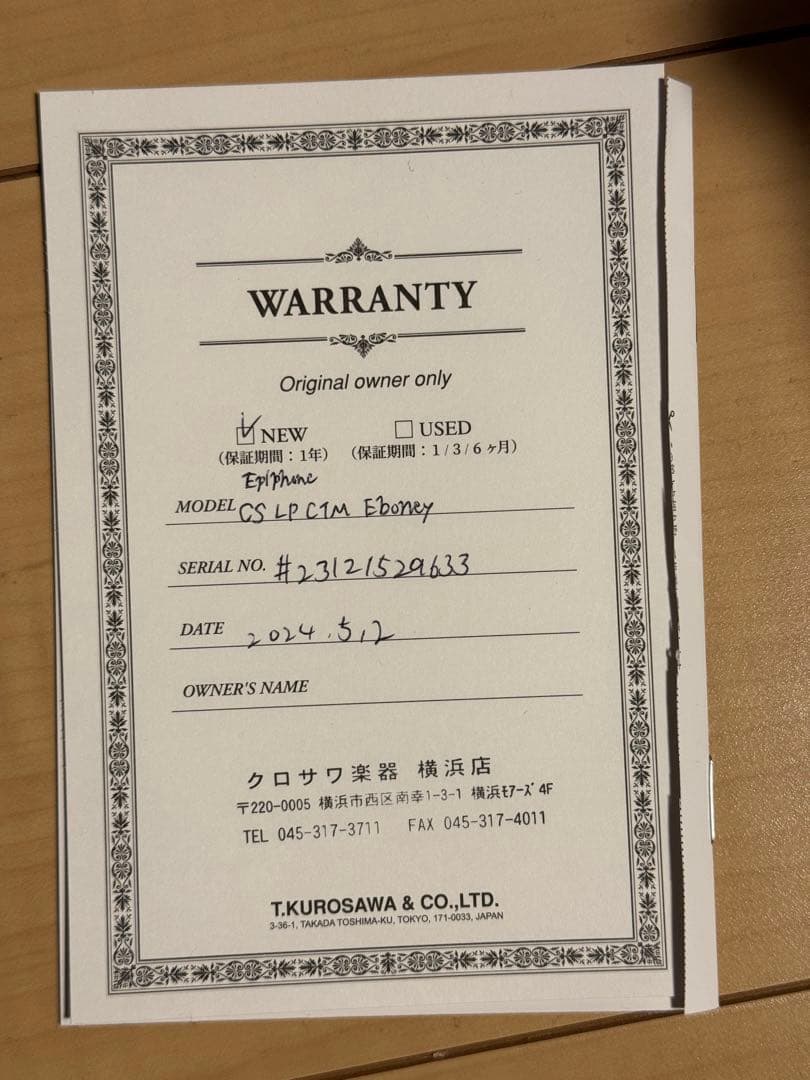 WARRANTY
Original owner only
☑ NEW □ USED
(保証期間：1年) (保証期間：1/3/6ヶ月)
Epiphone
MODEL CS LP CTM Eboney
SERIAL NO. #23121529633
DATE 2024.5.2
OWNER'S NAME
クロサワ楽器 横浜店
〒220-0005 横浜市西区南幸1-3-1 横浜ﾓｱｰｽﾞ4F
TEL 045-317-3711 FAX 045-317-4011
T.KUROSAWA & CO.,LTD.
3-36-1, TAKADA TOSHIMA-KU, TOKYO, 171-0033, JAPAN